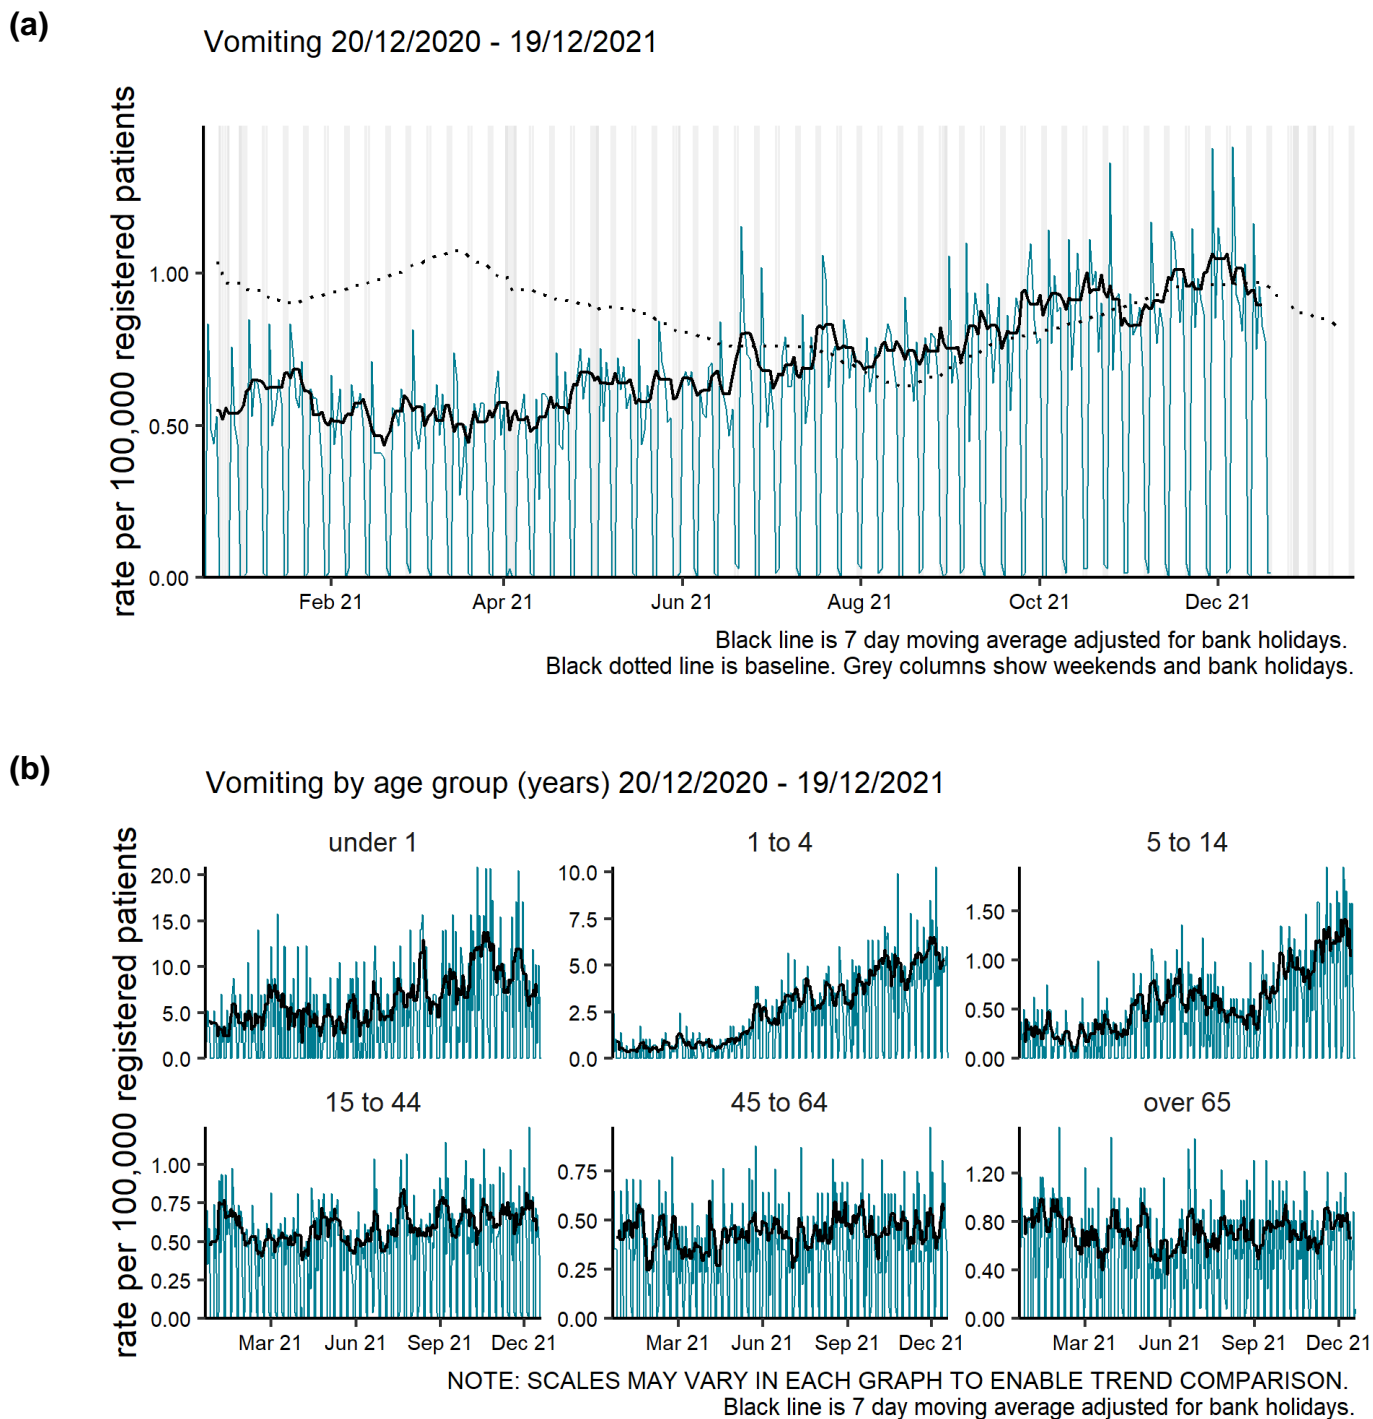 (a)
Vomiting 20/12/2020 - 19/12/2021
rate per 100,000 registered patients
1.00
0.50
0.00
Feb 21 Apr 21 Jun 21 Aug 21 Oct 21 Dec 21
Black line is 7 day moving average adjusted for bank holidays.
Black dotted line is baseline. Grey columns show weekends and bank holidays.
(b)
Vomiting by age group (years) 20/12/2020 - 19/12/2021
rate per 100,000 registered patients
under 1
20.0
15.0
10.0
5.0
0.0
1 to 4
10.0
7.5
5.0
2.5
0.0
5 to 14
1.50
1.00
0.50
0.00
15 to 44
1.00
0.75
0.50
0.25
0.00
Mar 21 Jun 21 Sep 21 Dec 21
45 to 64
0.75
0.50
0.25
0.00
Mar 21 Jun 21 Sep 21 Dec 21
over 65
1.20
0.80
0.40
0.00
Mar 21 Jun 21 Sep 21 Dec 21
NOTE: SCALES MAY VARY IN EACH GRAPH TO ENABLE TREND COMPARISON.
Black line is 7 day moving average adjusted for bank holidays.